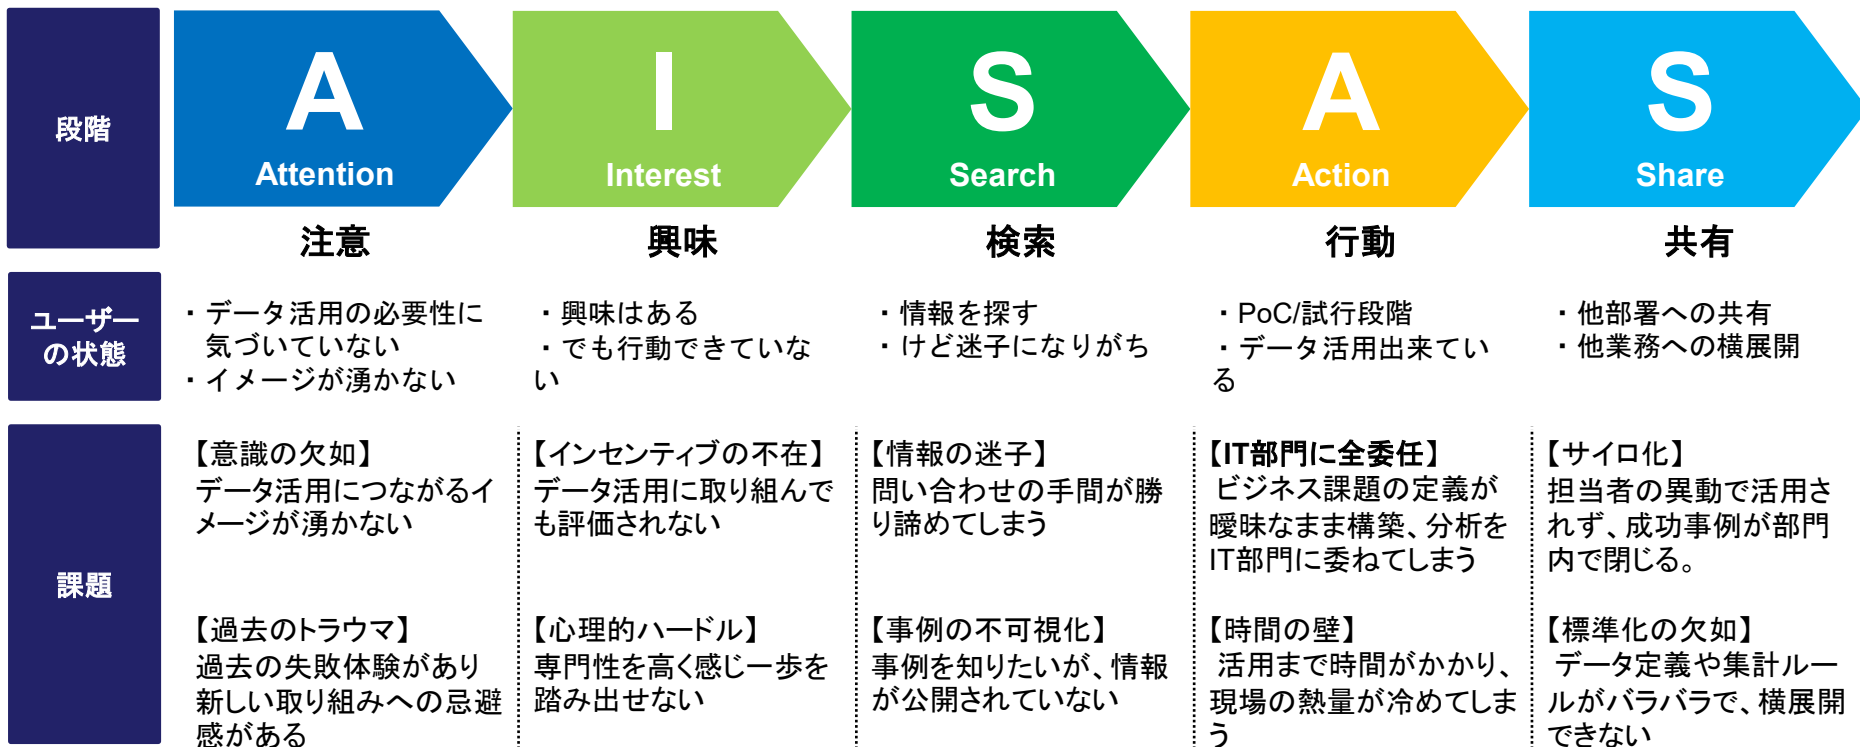 段階
A
Attention
注意
I
Interest
興味
S
Search
検索
A
Action
行動
S
Share
共有
ユーザー
の状態
・データ活用の必要性に
気づいていない
・イメージが湧かない
・興味はある
・でも行動できていな
い
・情報を探す
・けど迷子になりがち
・PoC/試行段階
・データ活用出来てい
る
・他部署への共有
・他業務への横展開
課題
【意識の欠如】
データ活用につながるイ
メージが湧かない
【過去のトラウマ】
過去の失敗体験があり
新しい取り組みへの忌避
感がある
【インセンティブの不在】
データ活用に取り組んで
も評価されない
【心理的ハードル】
専門性を高く感じ一歩を
踏み出せない
【情報の迷子】
問い合わせの手間が勝
り諦めてしまう
【事例の不可視化】
事例を知りたいが、情報
が公開されていない
【IT部門に全委任】
ビジネス課題の定義が
曖昧なまま構築、分析を
IT部門に委ねてしまう
【時間の壁】
活用まで時間がかかり、
現場の熱量が冷めてしま
う
【サイロ化】
担当者の異動で活用さ
れず、成功事例が部門
内で閉じる。
【標準化の欠如】
データ定義や集計ルー
ルがバラバラで、横展開
できない